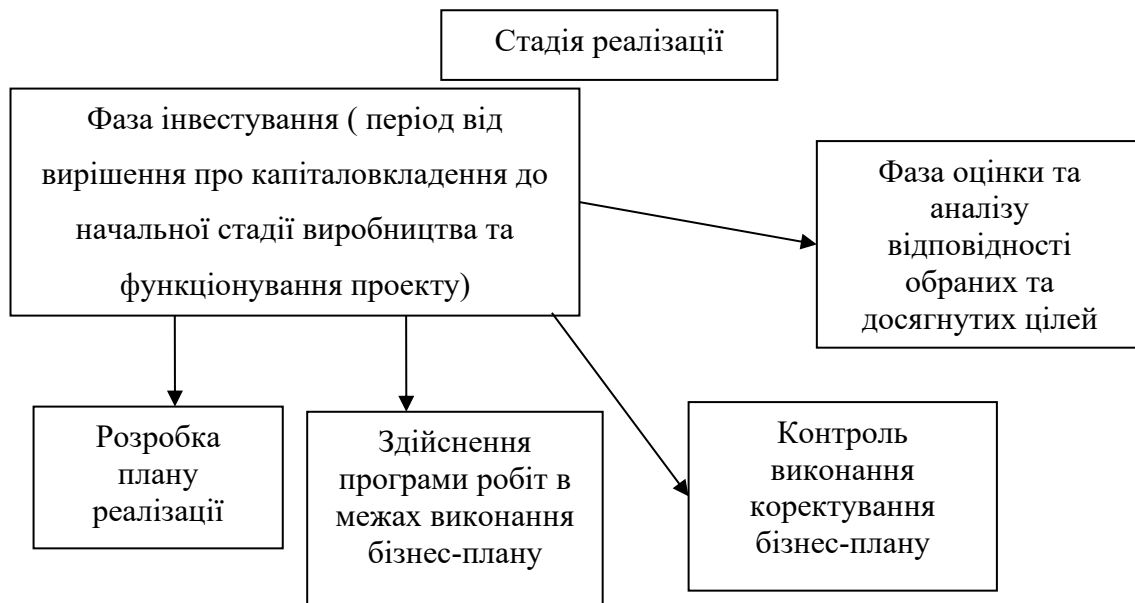 Стадія реалізації
Фаза інвестування ( період від
вирішення про капіталовкладення до
начальної стадії виробництва та
функціонування проекту)
Фаза оцінки та
аналізу
відповідності
обраних та
досягнутих цілей
Розробка
плану
реалізації
Здійснення
програми робіт в
межах виконання
бізнес-плану
Контроль
виконання
коректування
бізнес-плану